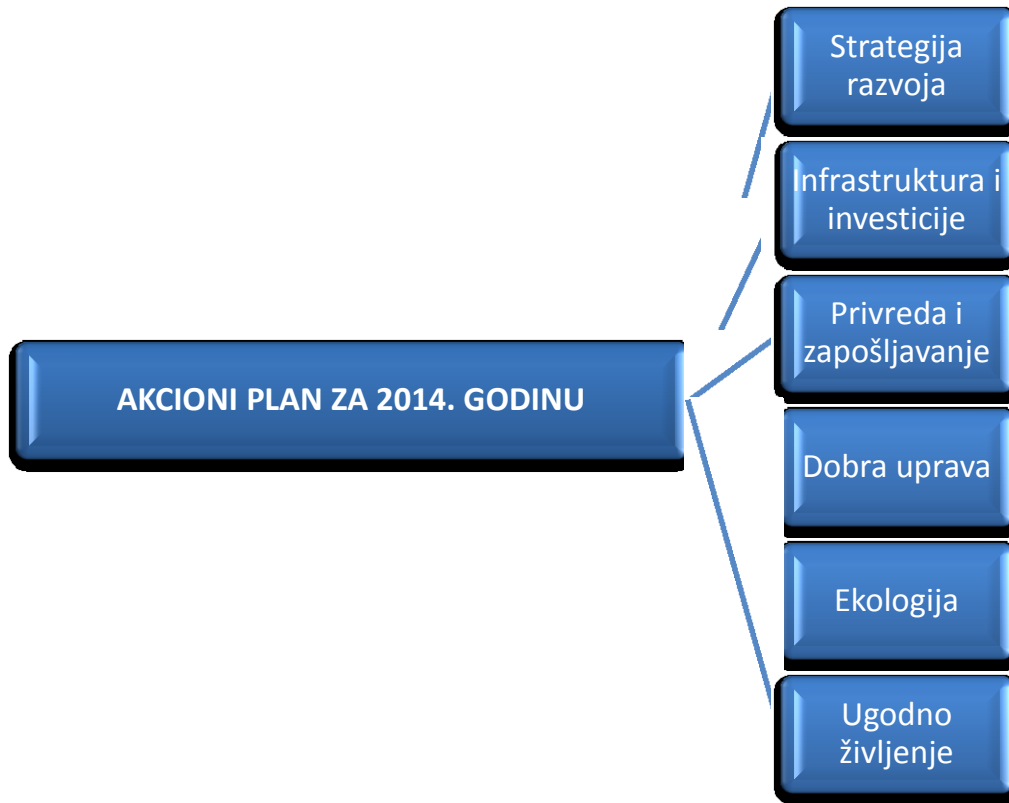 Strategija
razvoja
Infrastruktura i
investicije
Privreda i
zapošljavanje
AKCIONI PLAN ZA 2014. GODINU
Dobra uprava
Ekologija
Ugodno
življenje